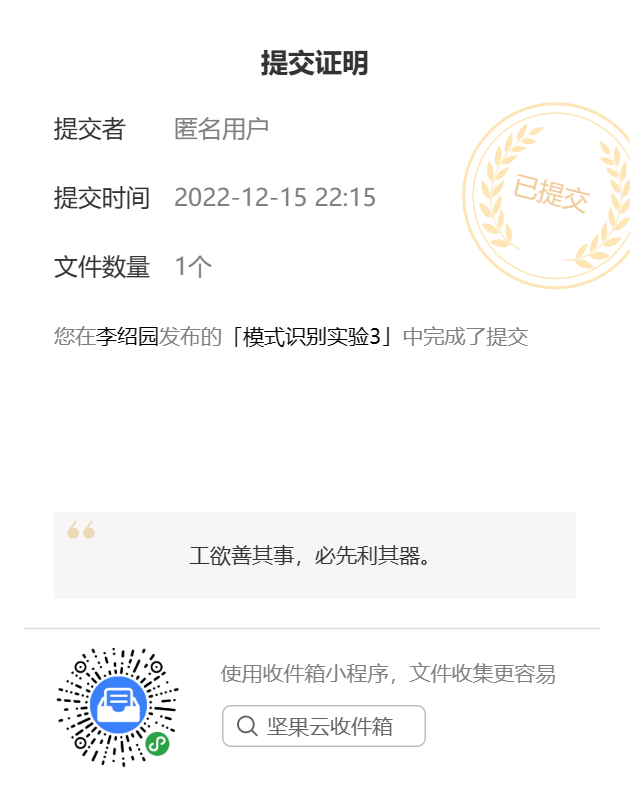 提交证明
提交者 匿名用户
已提交
提交时间 2022-12-15 22:15
文件数量 1个
您在李绍园发布的「模式识别实验3」中完成了提交
工欲善其事，必先利其器。
使用收件箱小程序，文件收集更容易
坚果云收件箱